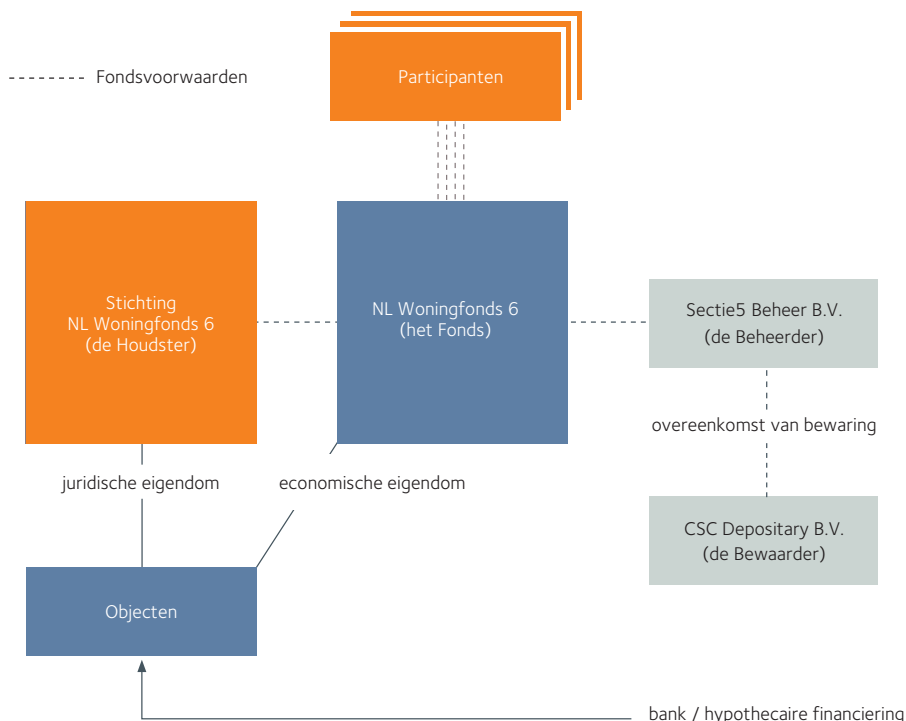 Fondsvoorwaarden
Participanten
Stichting
NL Woningfonds 6
(de Houdster)
NL Woningfonds 6
(het Fonds)
Sectie5 Beheer B.V.
(de Beheerder)
overeenkomst van bewaring
juridische eigendom
economische eigendom
CSC Depositary B.V.
(de Bewaarder)
Objecten
bank / hypothecaire financiering